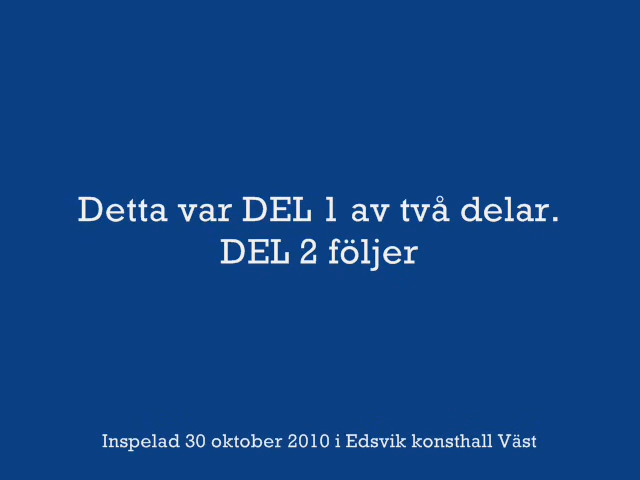 Detta var DEL 1 av två delar.
DEL 2 följer
Inspelad 30 oktober 2010 i Edsvik konsthall Väst